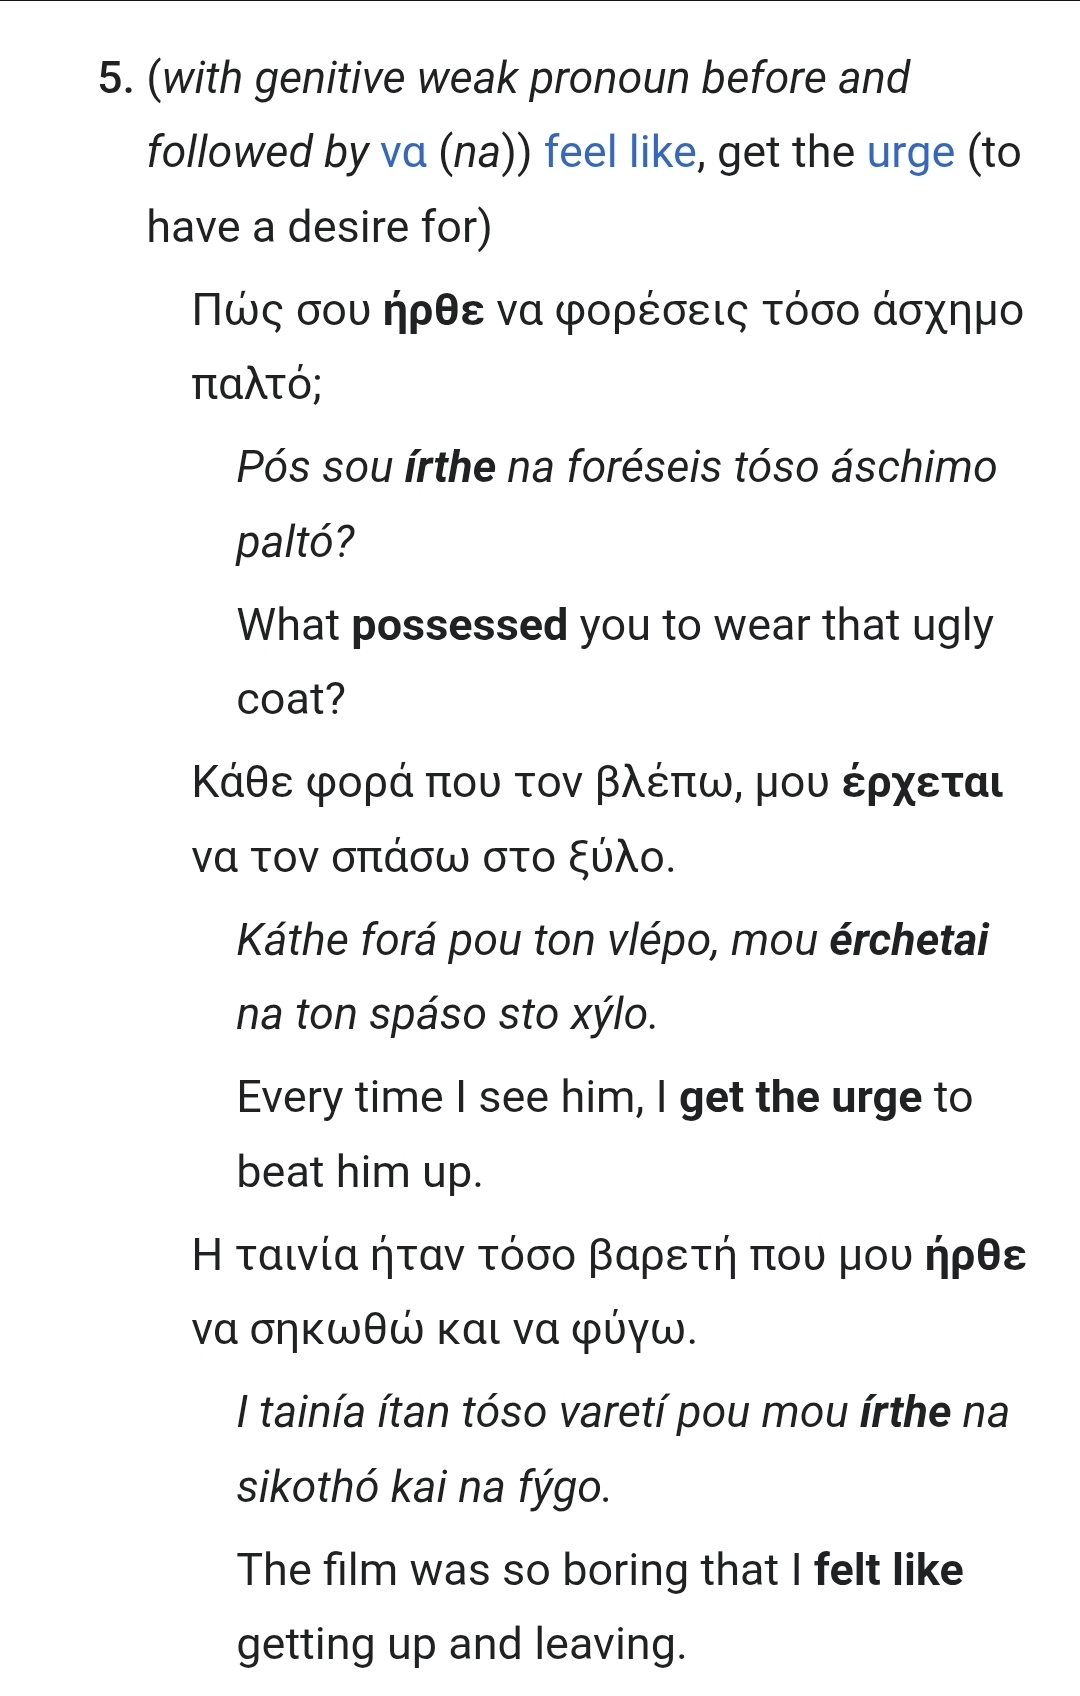 5. (with genitive weak pronoun before and
followed by να (na)) feel like, get the urge (to
have a desire for)
Πώς σου ήρθε να φορέσεις τόσο άσχημο
παλτό;
Pós sou írthe na foréseis tóso áschimo
paltó?
What possessed you to wear that ugly
coat?
Κάθε φορά που τον βλέπω, μου έρχεται
να τον σπάσω στο ξύλο.
Káthe forá pou ton vlépo, mou érchetai
na ton spáso sto xýlo.
Every time I see him, I get the urge to
beat him up.
Η ταινία ήταν τόσο βαρετή που μου ήρθε
να σηκωθώ και να φύγω.
I tainía ítan tóso varetí pou mou írthe na
sikothó kai na fýgo.
The film was so boring that I felt like
getting up and leaving.